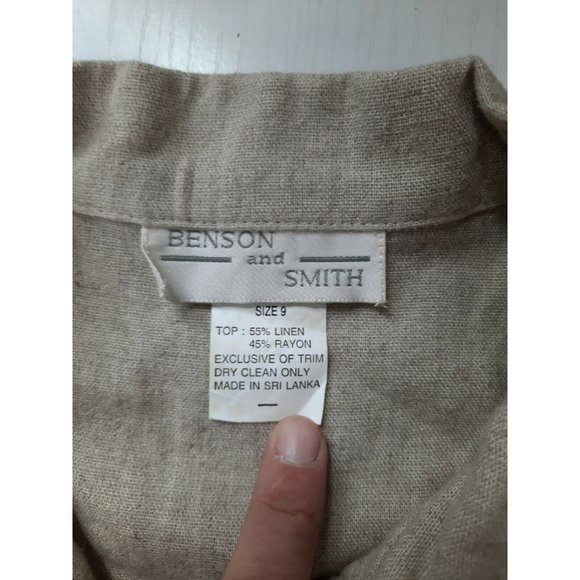 BENSON
and
SMITH
SIZE 9
TOP : 55% LINEN
45% RAYON
EXCLUSIVE OF TRIM
DRY CLEAN ONLY
MADE IN SRI LANKA